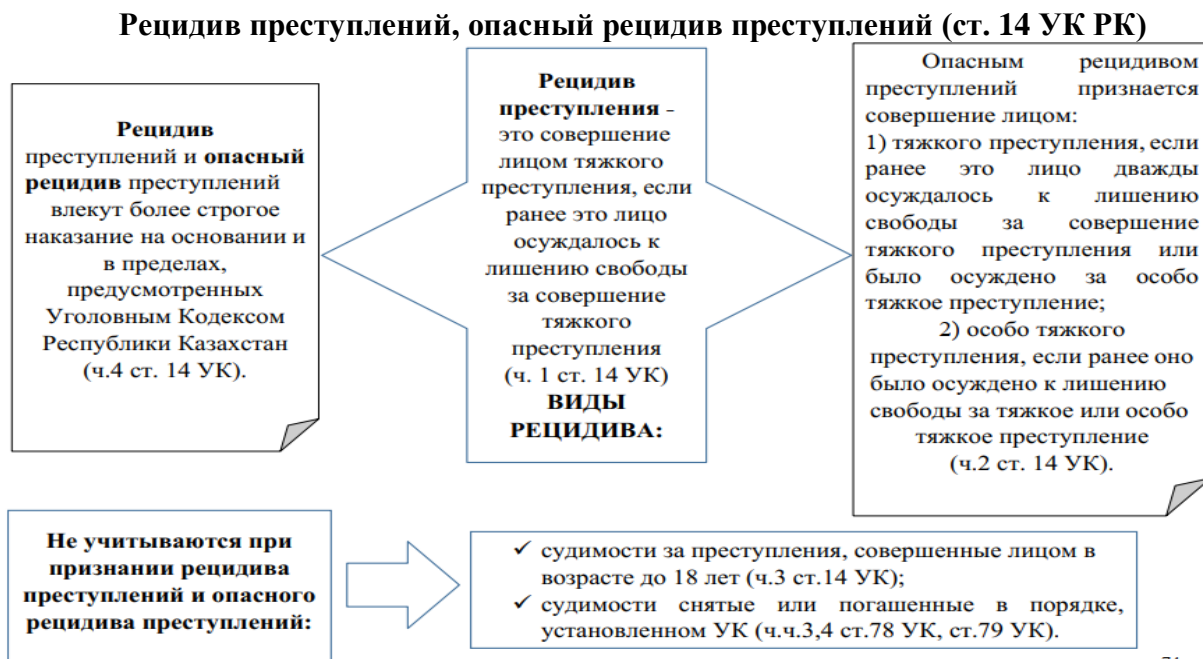 Рецидив преступлений, опасный рецидив преступлений (ст. 14 УК РК)
Рецидив
преступлений и опасный
рецидив преступлений
влекут более строгое
наказание на основании и
в пределах,
предусмотренных
Уголовным Кодексом
Республики Казахстан
(ч.4 ст. 14 УК).
Рецидив
преступления -
это совершение
лицом тяжкого
преступления, если
ранее это лицо
осуждалось к
лишению свободы
за совершение
тяжкого
преступления
(ч. 1 ст. 14 УК)
ВИДЫ
РЕЦИДИВА:
Опасным рецидивом
преступлений признается
совершение лицом:
1) тяжкого преступления, если
ранее это лицо дважды
осуждалось к лишению
свободы за совершение
тяжкого преступления или
было осуждено за особо
тяжкое преступление;
2) особо тяжкого
преступления, если ранее оно
было осуждено к лишению
свободы за тяжкое или особо
тяжкое преступление
(ч.2 ст. 14 УК).
Не учитываются при
признании рецидива
преступлений и опасного
рецидива преступлений:
✓ судимости за преступления, совершенные лицом в
возрасте до 18 лет (ч.3 ст.14 УК);
✓ судимости снятые или погашенные в порядке,
установленном УК (ч.ч.3,4 ст.78 УК, ст.79 УК).